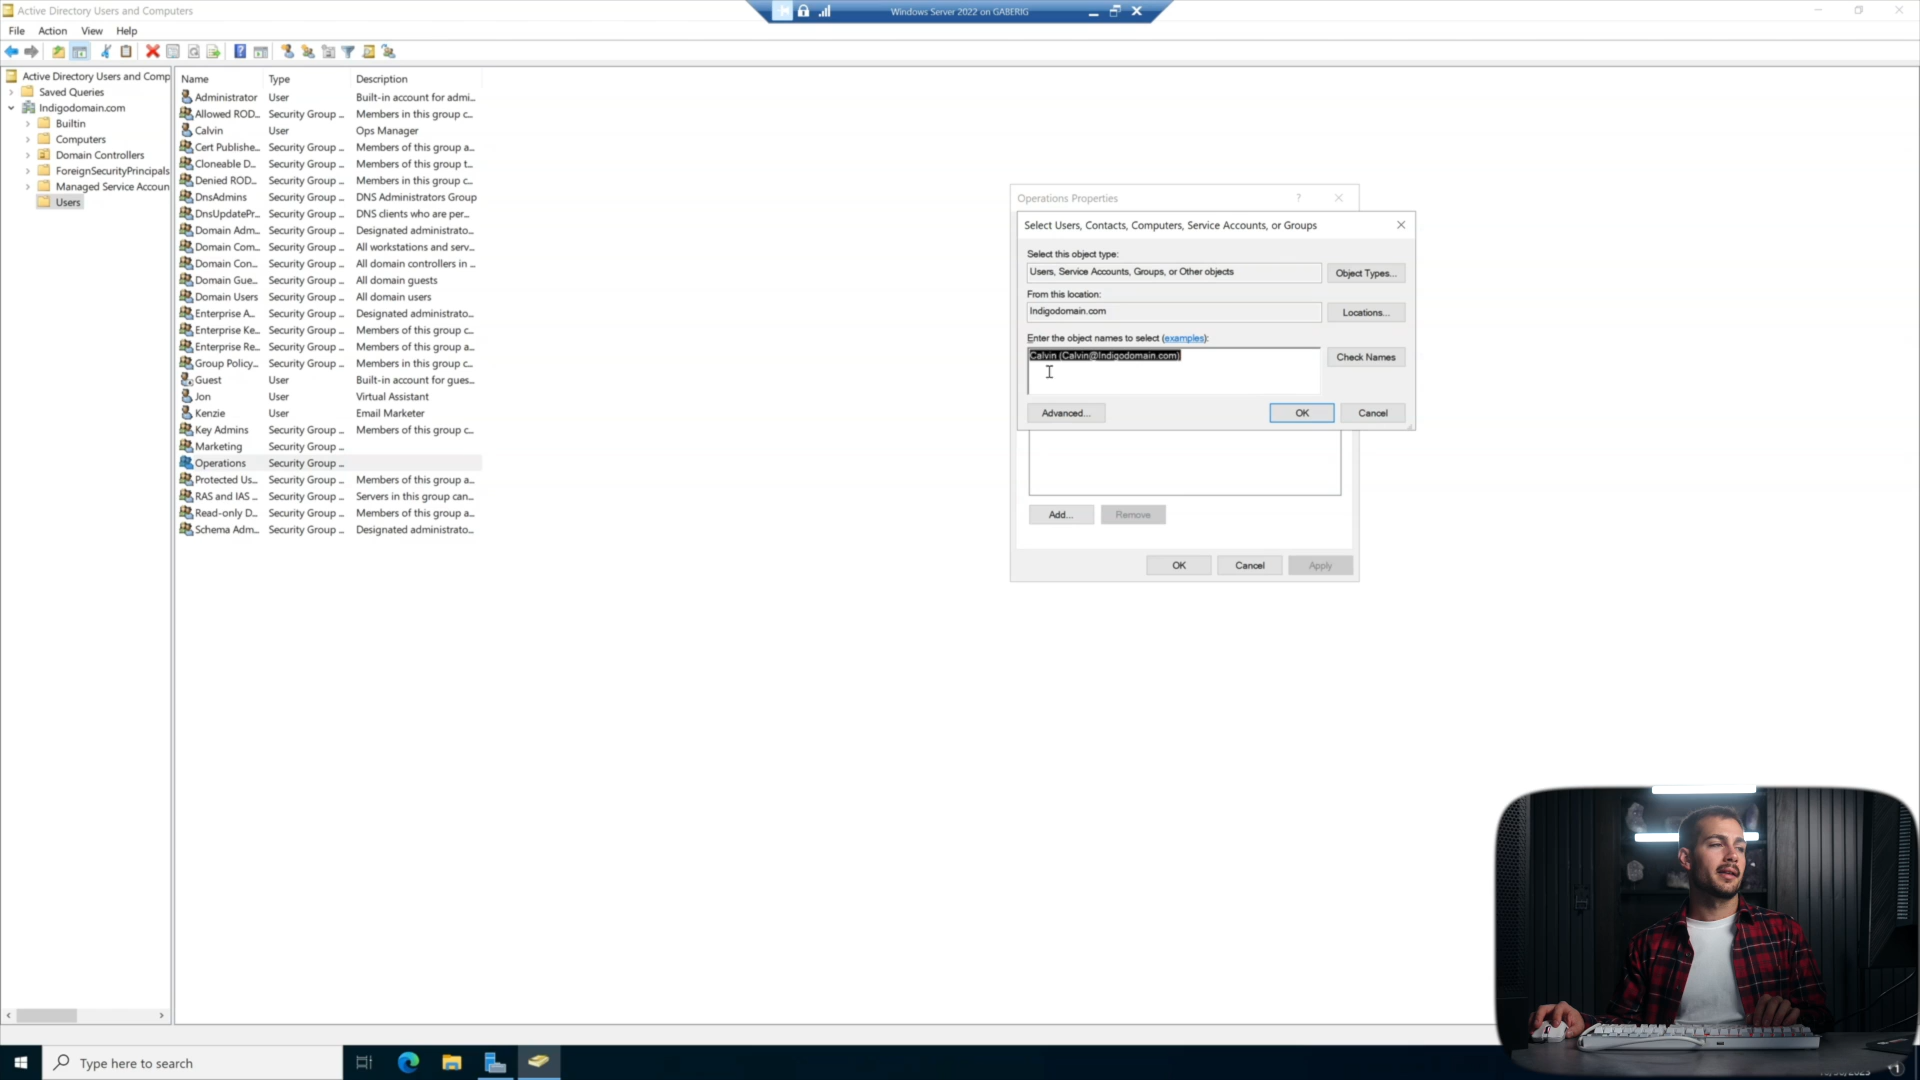 Active Directory Users and Computers
Windows Server 2022 on GABERIG
File Action View Help
Active Directory Users and Comp
Saved Queries
Indigodomain.com
Builtin
Computers
Domain Controllers
ForeignSecurityPrincipals
Managed Service Accoun
Users
Name Type Description
Administrator User Built-in account for admi...
Allowed ROD... Security Group ... Members in this group c...
Calvin User Ops Manager
Cert Publishe... Security Group ... Members of this group a...
Cloneable D... Security Group ... Members of this group t...
Denied ROD... Security Group ... Members in this group c...
DnsAdmins Security Group ... DNS Administrators Group
DnsUpdatePr... Security Group ... DNS clients who are per...
Domain Adm... Security Group ... Designated administrato...
Domain Com... Security Group ... All workstations and serv...
Domain Con... Security Group ... All domain controllers in ...
Domain Gue... Security Group ... All domain guests
Domain Users Security Group ... All domain users
Enterprise A... Security Group ... Designated administrato...
Enterprise Ke... Security Group ... Members of this group c...
Enterprise Re... Security Group ... Members of this group a...
Group Policy... Security Group ... Members in this group c...
Guest User Built-in account for gues...
Jon User Virtual Assistant
Kenzie User Email Marketer
Key Admins Security Group ... Members of this group c...
Marketing Security Group ...
Operations Security Group ...
Protected Us... Security Group ... Members of this group a...
RAS and IAS ... Security Group ... Servers in this group can...
Read-only D... Security Group ... Members of this group a...
Schema Adm... Security Group ... Designated administrato...
Operations Properties ?
Select Users, Contacts, Computers, Service Accounts, or Groups
Select this object type:
Users, Service Accounts, Groups, or Other objects Object Types...
From this location:
Indigodomain.com Locations...
Enter the object names to select (examples):
Calvin (Calvin@Indigodomain.com) Check Names
Advanced... OK Cancel
Add... Remove
OK Cancel Apply
Type here to search
1